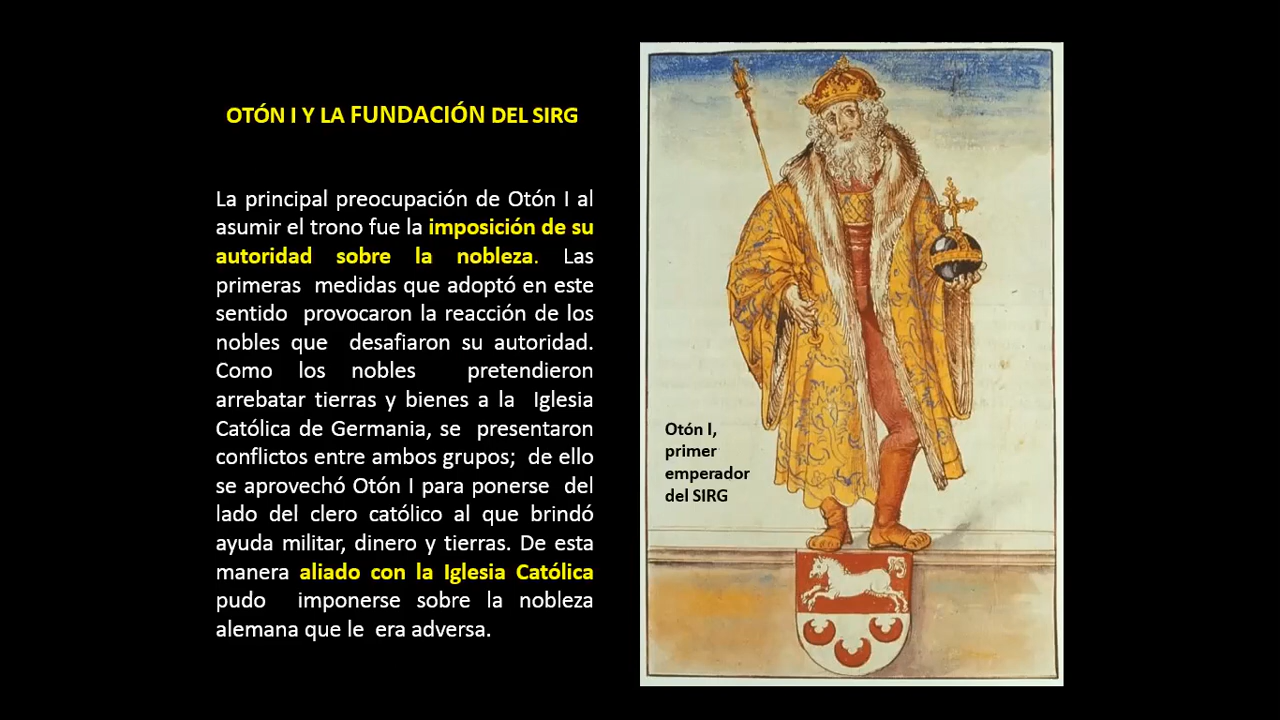 OTÓN I Y LA FUNDACIÓN DEL SIRG
La principal preocupación de Otón I al
asumir el trono fue la imposición de su
autoridad sobre la nobleza. Las
primeras medidas que adoptó en este
sentido provocaron la reacción de los
nobles que desafiaron su autoridad.
Como los nobles pretendieron
arrebatar tierras y bienes a la Iglesia
Católica de Germania, se presentaron
conflictos entre ambos grupos; de ello
se aprovechó Otón I para ponerse del
lado del clero católico al que brindó
ayuda militar, dinero y tierras. De esta
manera aliado con la Iglesia Católica
pudo imponerse sobre la nobleza
alemana que le era adversa.
Otón I,
primer
emperador
del SIRG